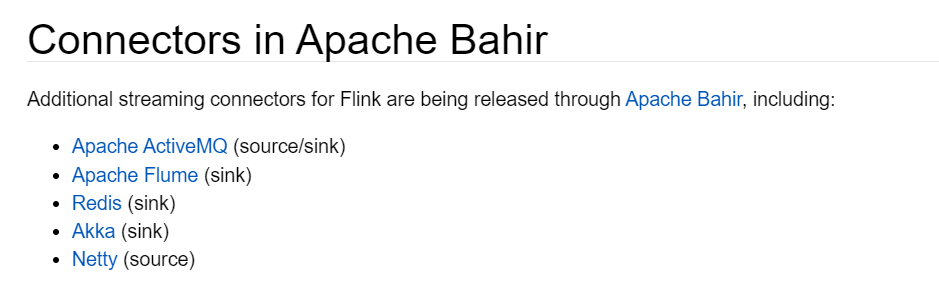 Connectors in Apache Bahir
Additional streaming connectors for Flink are being released through Apache Bahir, including:
• Apache ActiveMQ (source/sink)
• Apache Flume (sink)
• Redis (sink)
• Akka (sink)
• Netty (source)